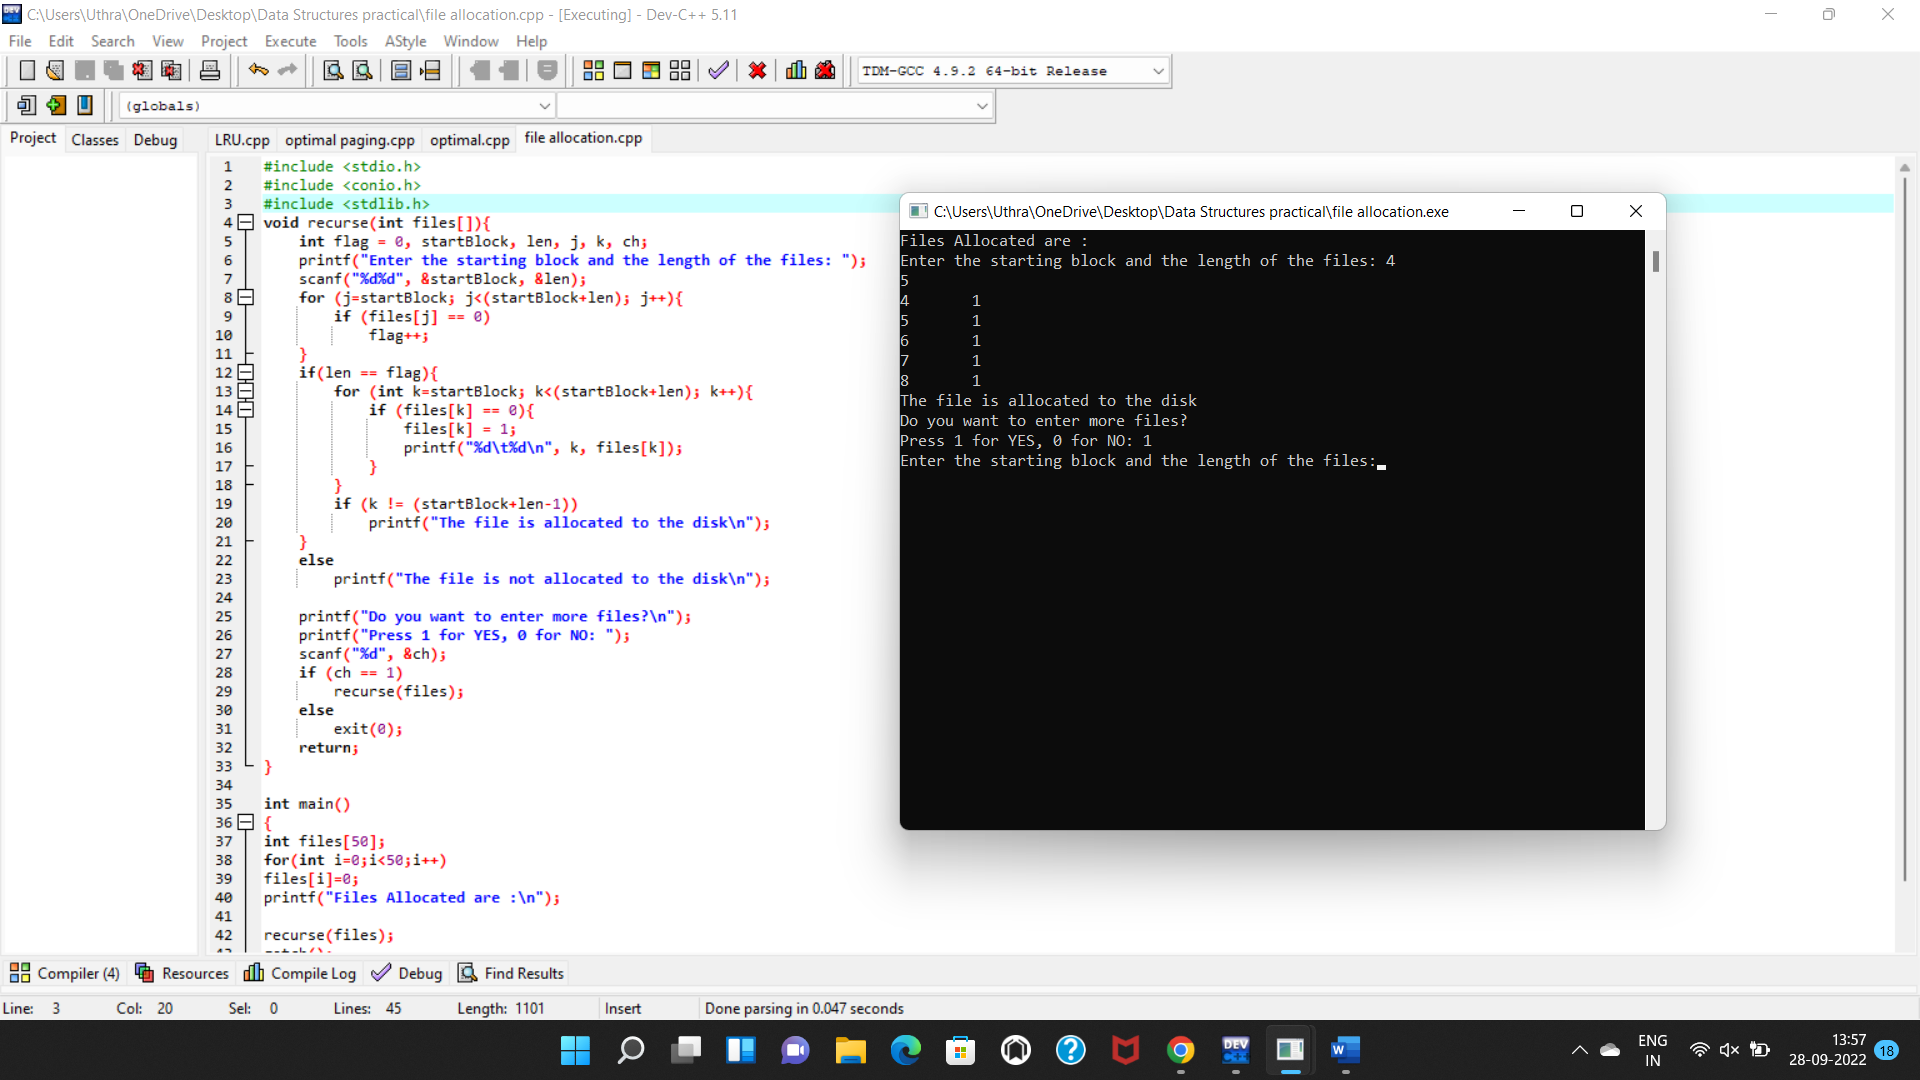 C:\Users\Uthra\OneDrive\Desktop\Data Structures practical\file allocation.cpp - [Executing] - Dev-C++ 5.11
File Edit Search View Project Execute Tools AStyle Window Help
TDM-GCC 4.9.2 64-bit Release
(globals)
Project Classes Debug
LRU.cpp optimal paging.cpp optimal.cpp file allocation.cpp
1 #include <stdio.h>
2 #include <conio.h>
3 #include <stdlib.h>
4 void recurse(int files[]){
5 int flag = 0, startBlock, len, j, k, ch;
6 printf("Enter the starting block and the length of the files: ");
7 scanf("%d%d", &startBlock, &len);
8 for (j=startBlock; j<(startBlock+len); j++){
9 if (files[j] == 0)
10 flag++;
11 }
12 if(len == flag){
13 for (int k=startBlock; k<(startBlock+len); k++){
14 if (files[k] == 0){
15 files[k] = 1;
16 printf("%d\t%d\n", k, files[k]);
17 }
18 }
19 if (k != (startBlock+len-1))
20 printf("The file is allocated to the disk\n");
21 }
22 else
23 printf("The file is not allocated to the disk\n");
24
25 printf("Do you want to enter more files?\n");
26 printf("Press 1 for YES, 0 for NO: ");
27 scanf("%d", &ch);
28 if (ch == 1)
29 recurse(files);
30 else
31 exit(0);
32 return;
33 }
34
35 int main()
36 {
37 int files[50];
38 for(int i=0;i<50;i++)
39 files[i]=0;
40 printf("Files Allocated are :\n");
41
42 recurse(files);
C:\Users\Uthra\OneDrive\Desktop\Data Structures practical\file allocation.exe
Files Allocated are :
Enter the starting block and the length of the files: 4
5
4 1
5 1
6 1
7 1
8 1
The file is allocated to the disk
Do you want to enter more files?
Press 1 for YES, 0 for NO: 1
Enter the starting block and the length of the files:
Compiler (4) Resources Compile Log Debug Find Results
Line: 3 Col: 20 Sel: 0 Lines: 45 Length: 1101 Insert Done parsing in 0.047 seconds
DEV C++
W
ENG
IN
13:57
28-09-2022
18